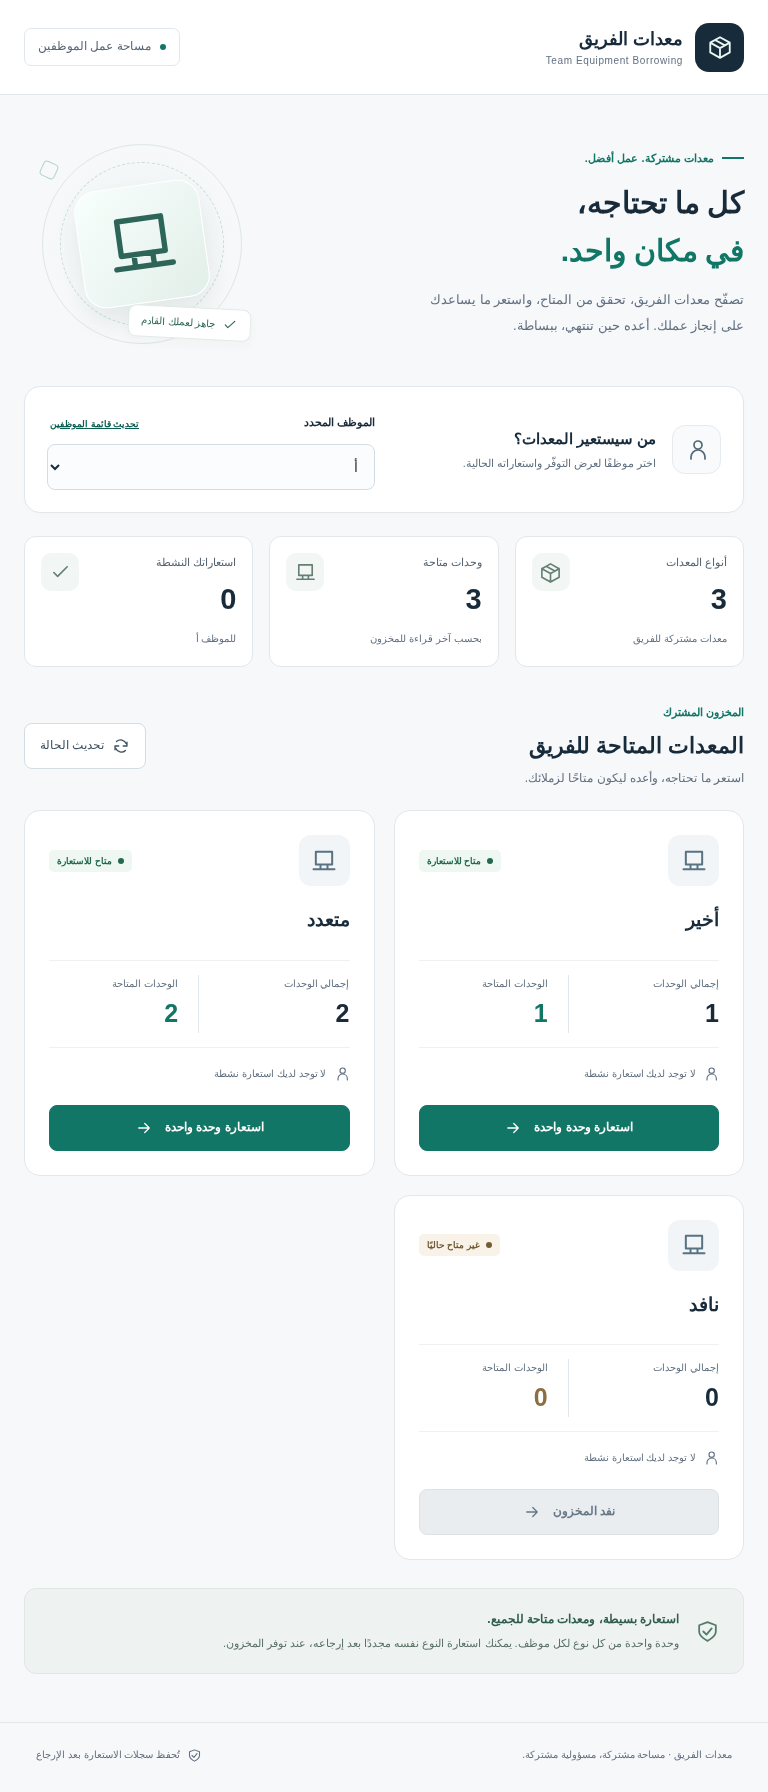 معدات الفريق
Team Equipment Borrowing
مساحة عمل الموظفين
معدات مشتركة. عمل أفضل.
كل ما تحتاجه،
في مكان واحد.
تصفّح معدات الفريق، تحقق من المتاح، واستعر ما يساعدك
على إنجاز عملك. أعده حين تنتهي، ببساطة.
جاهز لعملك القادم
من سيستعير المعدات؟
اختر موظفًا لعرض التوفّر واستعاراته الحالية.
الموظف المحدد
تحديث قائمة الموظفين
أ
أنواع المعدات
3
معدات مشتركة للفريق
وحدات متاحة
3
بحسب آخر قراءة للمخزون
استعاراتك النشطة
0
للموظف أ
المخزون المشترك
المعدات المتاحة للفريق
استعر ما تحتاجه، وأعده ليكون متاحًا لزملائك.
تحديث الحالة
متاح للاستعارة
أخير
إجمالي الوحدات
1
الوحدات المتاحة
1
لا توجد لديك استعارة نشطة
استعارة وحدة واحدة
متاح للاستعارة
متعدد
إجمالي الوحدات
2
الوحدات المتاحة
2
لا توجد لديك استعارة نشطة
استعارة وحدة واحدة
غير متاح حاليًا
نافد
إجمالي الوحدات
0
الوحدات المتاحة
0
لا توجد لديك استعارة نشطة
نفد المخزون
استعارة بسيطة، ومعدات متاحة للجميع.
وحدة واحدة من كل نوع لكل موظف. يمكنك استعارة النوع نفسه مجددًا بعد إرجاعه، عند توفر المخزون.
معدات الفريق · مساحة مشتركة، مسؤولية مشتركة.
تُحفظ سجلات الاستعارة بعد الإرجاع